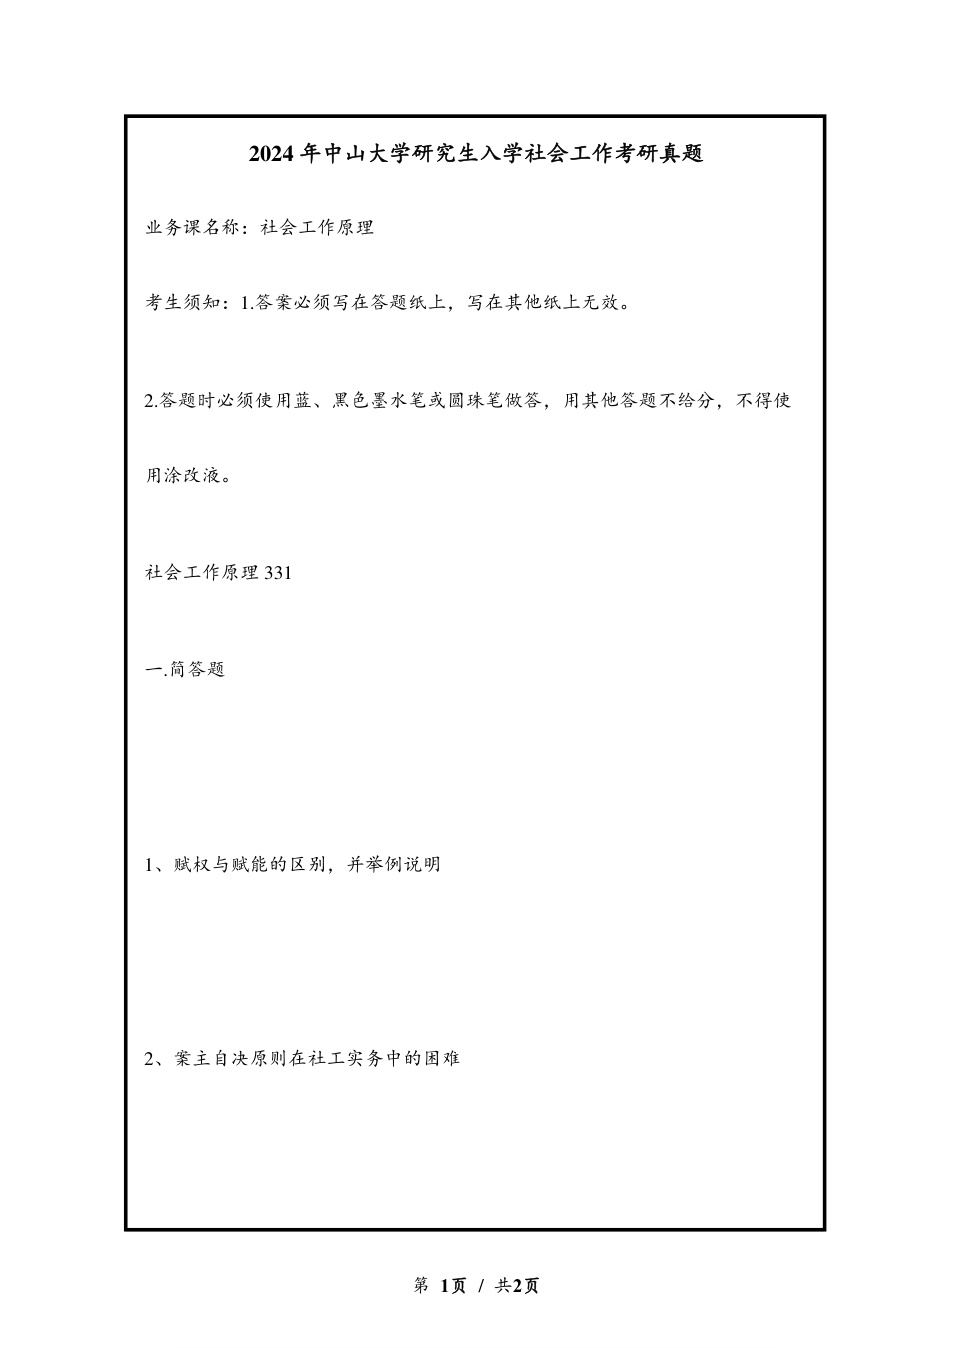 2024 年中山大学研究生入学社会工作考研真题
业务课名称：社会工作原理
考生须知：1.答案必须写在答题纸上，写在其他纸上无效。
2.答题时必须使用蓝、黑色墨水笔或圆珠笔做答，用其他答题不给分，不得使
用涂改液。
社会工作原理 331
一.简答题
1、赋权与赋能的区别，并举例说明
2、案主自决原则在社工实务中的困难
第 1页 / 共2页